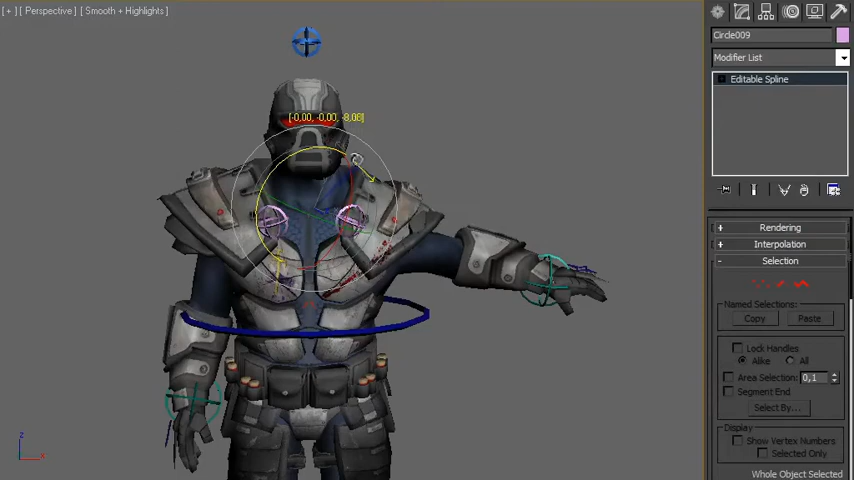 [ + ] [ Perspective ] [ Smooth + Highlights ]
[-0,00, -0,00, -8,08]
z
x
Circle009
Modifier List
Editable Spline
+ Rendering
+ Interpolation
- Selection
Named Selections:
Copy Paste
Lock Handles
Alike All
Area Selection: 0,1
Segment End
Select By...
Display
Show Vertex Numbers
Selected Only
Whole Object Selected